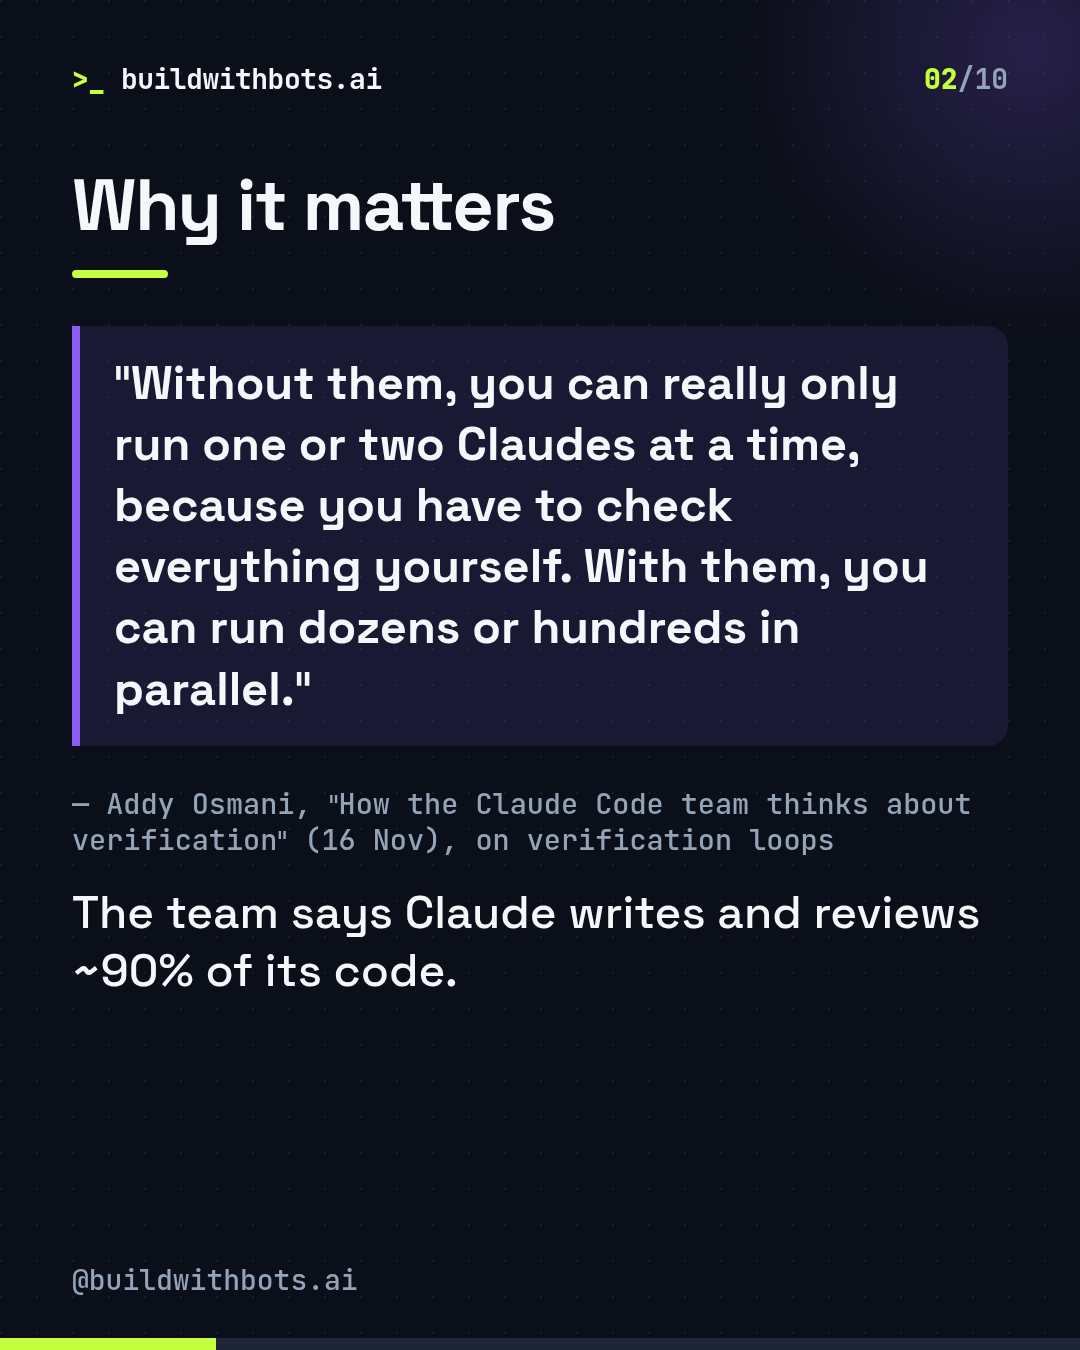 >_ buildwithbots.ai
02/10
Why it matters
"Without them, you can really only
run one or two Claudes at a time,
because you have to check
everything yourself. With them, you
can run dozens or hundreds in
parallel."
— Addy Osmani, "How the Claude Code team thinks about
verification" (16 Nov), on verification loops
The team says Claude writes and reviews
~90% of its code.
@buildwithbots.ai